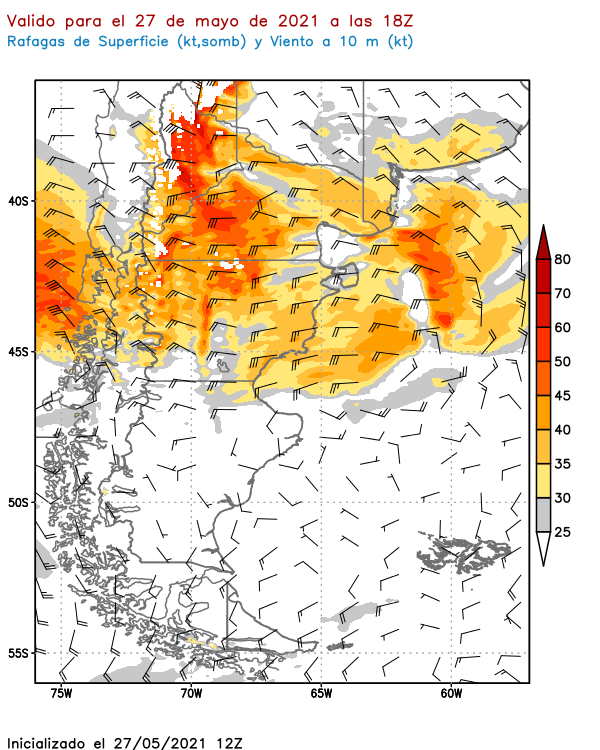 Valido para el 27 de mayo de 2021 a las 18Z
Rafagas de Superficie (kt,somb) y Viento a 10 m (kt)
80
70
60
50
45
40
35
30
25
40S
45S
50S
55S
75W 70W 65W 60W
Inicializado el 27/05/2021 12Z